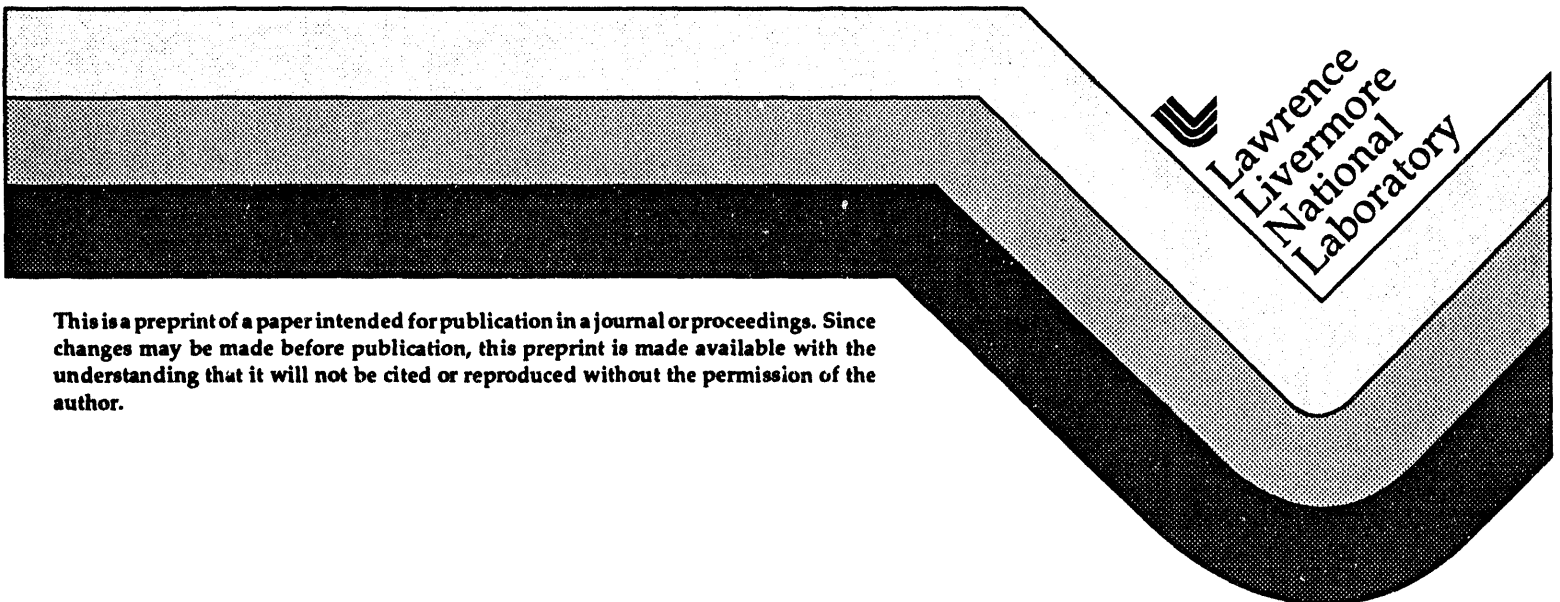 Lawrence
Livermore
National
Laboratory
This is a preprint of a paper intended for publication in a journal or proceedings. Since
changes may be made before publication, this preprint is made available with the
understanding that it will not be cited or reproduced without the permission of the
author.